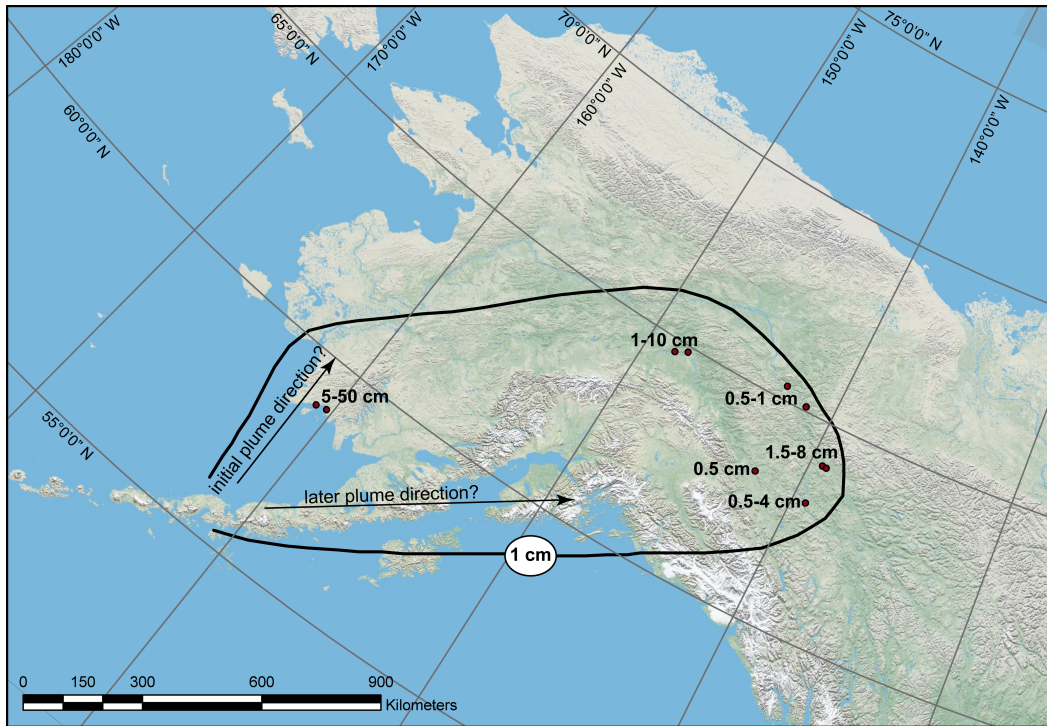 180°0'0" W
65°0'0"N
170°0'0" W
70°0'0"N
160°0'0" W
150°0'0" W
75°0'0"N
140°0'0" W
60°0'0"N
55°0'0"N
1-10 cm
initial plume direction?
5-50 cm
0.5-1 cm
1.5-8 cm
0.5 cm
later plume direction?
0.5-4 cm
1 cm
0 150 300 600 900
Kilometers